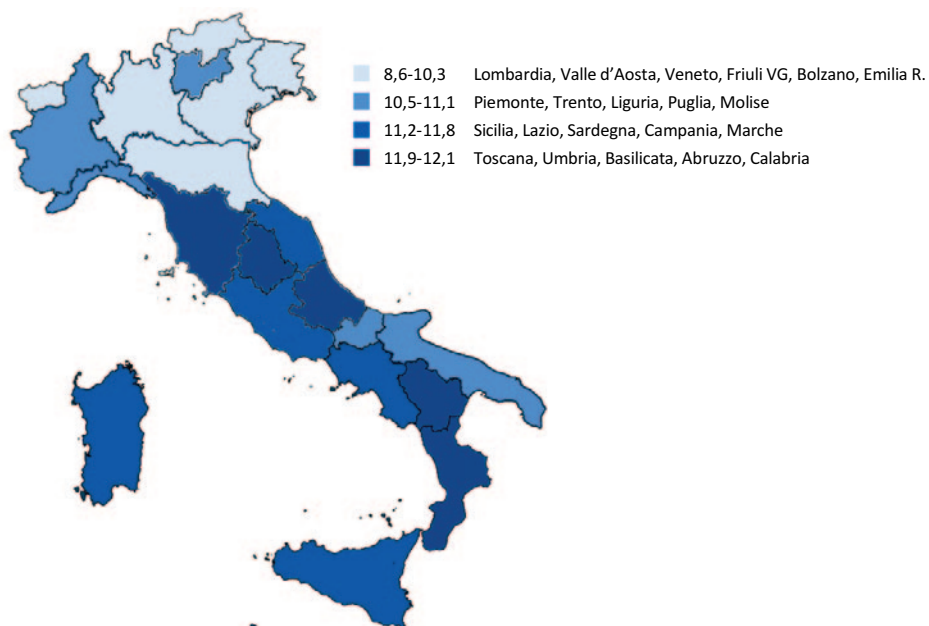 8,6-10,3 Lombardia, Valle d’Aosta, Veneto, Friuli VG, Bolzano, Emilia R.
10,5-11,1 Piemonte, Trento, Liguria, Puglia, Molise
11,2-11,8 Sicilia, Lazio, Sardegna, Campania, Marche
11,9-12,1 Toscana, Umbria, Basilicata, Abruzzo, Calabria